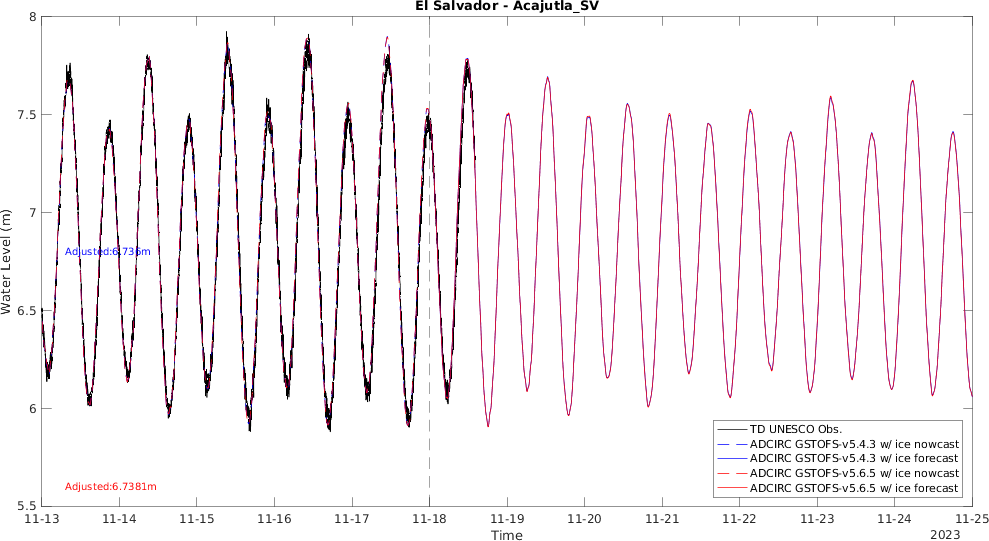 El Salvador - Acajutla_SV
8
7.5
7
6.5
6
5.5
Water Level (m)
Adjusted:6.736m
Adjusted:6.7381m
TD UNESCO Obs.
ADCIRC GSTOFS-v5.4.3 w/ ice nowcast
ADCIRC GSTOFS-v5.4.3 w/ ice forecast
ADCIRC GSTOFS-v5.6.5 w/ ice nowcast
ADCIRC GSTOFS-v5.6.5 w/ ice forecast
11-13 11-14 11-15 11-16 11-17 11-18 11-19 11-20 11-21 11-22 11-23 11-24 11-25
Time
2023